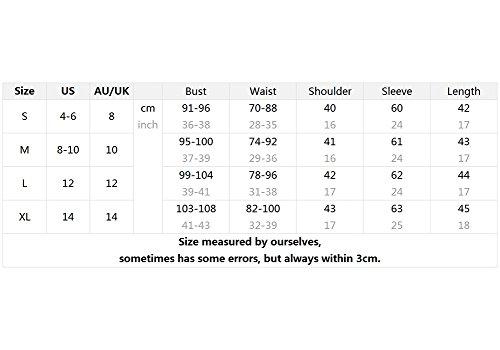 Size US AU/UK Bust Waist Shoulder Sleeve Length
S 4-6 8 cm 91-96 70-88 40 60 42
inch 36-38 28-35 16 24 17
M 8-10 10 95-100 74-92 41 61 43
37-39 29-36 16 24 17
L 12 12 99-104 78-96 42 62 44
39-41 31-38 17 24 17
XL 14 14 103-108 82-100 43 63 45
41-43 32-39 17 25 18
Size measured by ourselves,
sometimes has some errors, but always within 3cm.